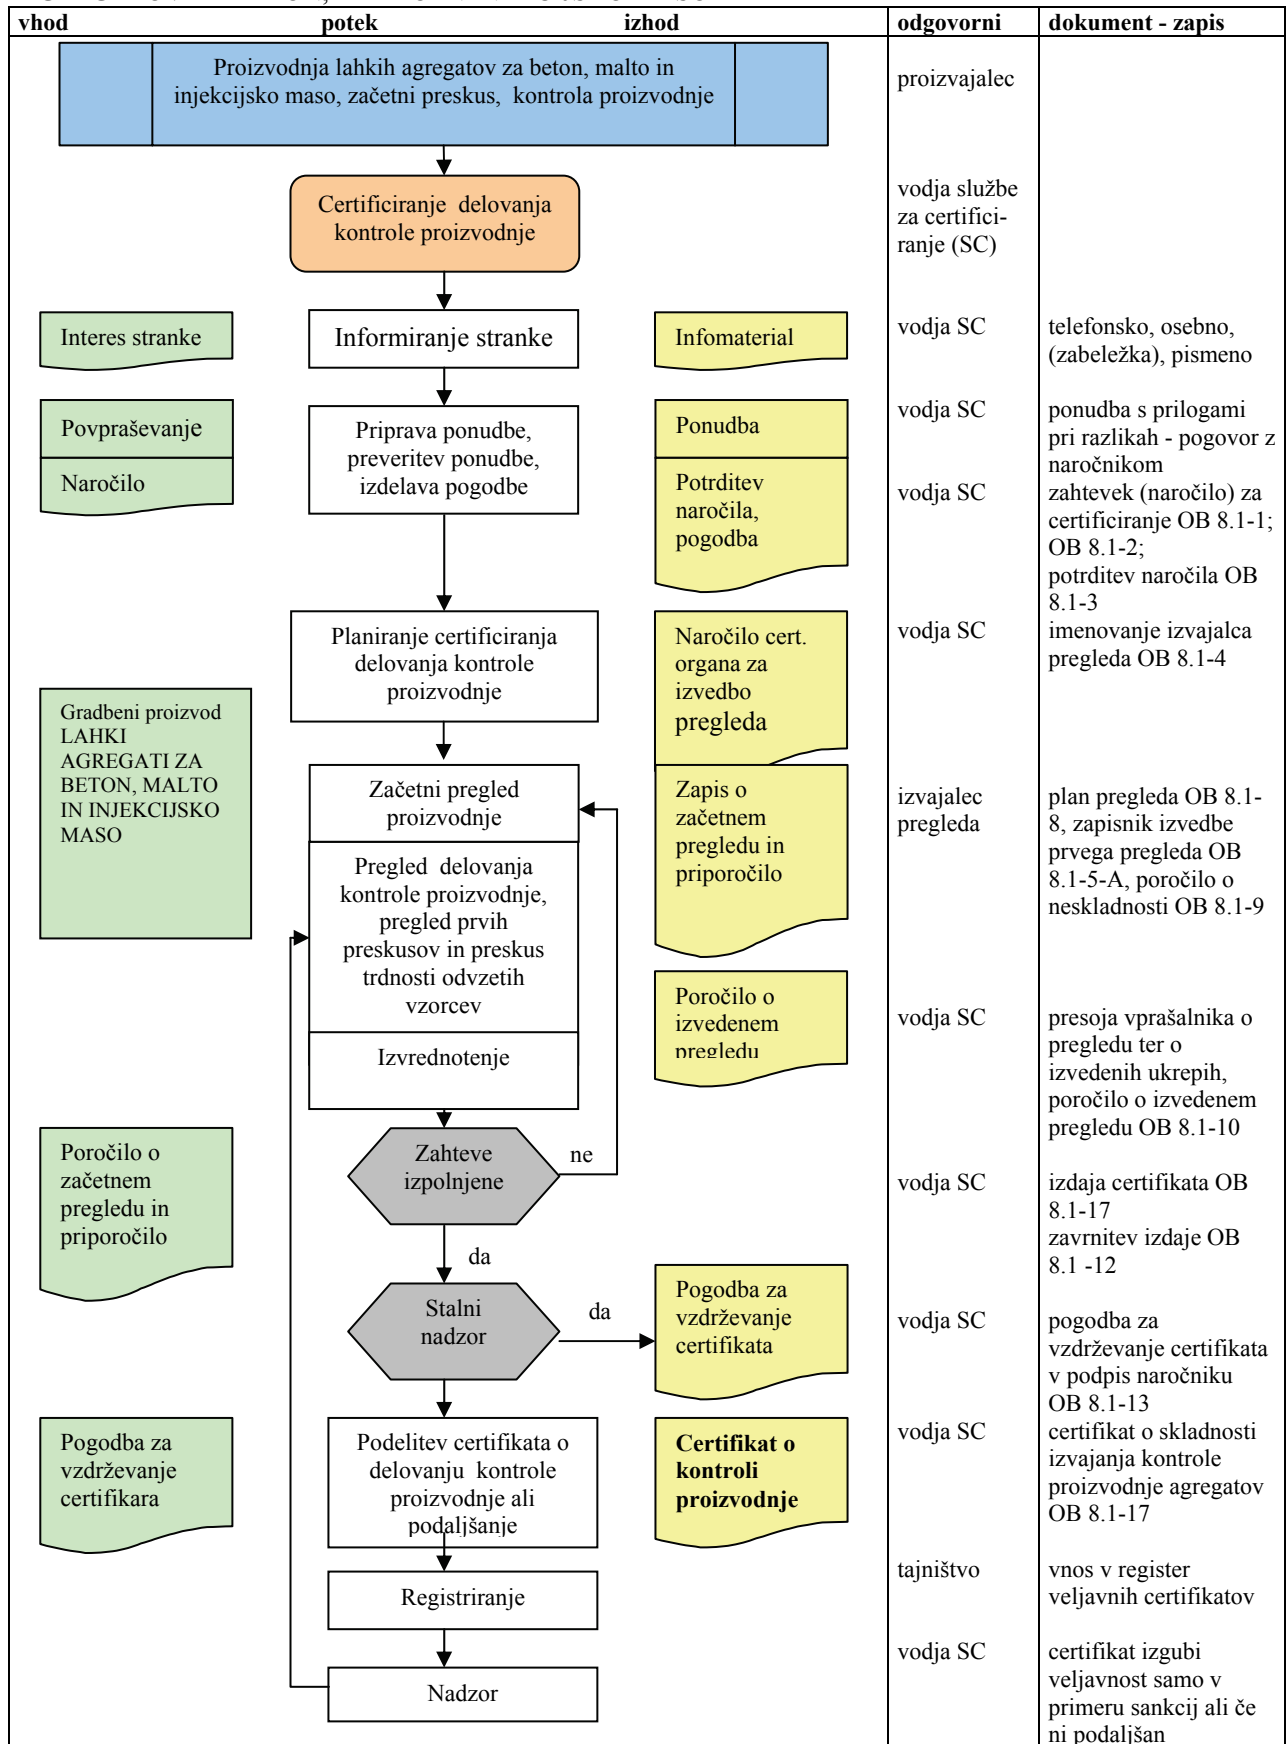 vhod potek izhod odgovorni dokument - zapis
Proizvodnja lahkih agregatov za beton, malto in
injekcijsko maso, začetni preskus, kontrola proizvodnje
proizvajalec
Certificiranje delovanja
kontrole proizvodnje
vodja službe
za certifici-
ranje (SC)
Interes stranke
Informiranje stranke
Infomaterial
vodja SC
telefonsko, osebno,
(zabeležka), pismeno
Povpraševanje
Naročilo
Priprava ponudbe,
preveritev ponudbe,
izdelava pogodbe
Ponudba
Potrditev
naročila,
pogodba
vodja SC
ponudba s prilogami
pri razlikah - pogovor z
naročnikom
vodja SC
zahtevek (naročilo) za
certificiranje OB 8.1-1;
OB 8.1-2;
potrditev naročila OB
8.1-3
Planiranje certificiranja
delovanja kontrole
proizvodnje
Naročilo cert.
organa za
izvedbo
pregleda
vodja SC
imenovanje izvajalca
pregleda OB 8.1-4
Gradbeni proizvod
LAHKI
AGREGATI ZA
BETON, MALTO
IN INJEKCIJSKO
MASO
Začetni pregled
proizvodnje
Pregled delovanja
kontrole proizvodnje,
pregled prvih
preskusov in preskus
trdnosti odvzetih
vzorcev
Izvrednotenje
Zapis o
začetnem
pregledu in
priporočilo
izvajalec
pregleda
plan pregleda OB 8.1-
8, zapisnik izvedbe
prvega pregleda OB
8.1-5-A, poročilo o
neskladnosti OB 8.1-9
Poročilo o
izvedenem
pregledu
vodja SC
presoja vprašalnika o
pregledu ter o
izvedenih ukrepih,
poročilo o izvedenem
pregledu OB 8.1-10
Poročilo o
začetnem
pregledu in
priporočilo
Zahteve
izpolnjene
ne
da
vodja SC
izdaja certifikata OB
8.1-17
zavrnitev izdaje OB
8.1 -12
Stalni
nadzor
da
Pogodba za
vzdrževanje
certifikata
vodja SC
pogodba za
vzdrževanje certifikata
v podpis naročniku
OB 8.1-13
Pogodba za
vzdrževanje
certifikara
Podelitev certifikata o
delovanju kontrole
proizvodnje ali
podaljšanje
Certifikat o
kontroli
proizvodnje
vodja SC
certifikat o skladnosti
izvajanja kontrole
proizvodnje agregatov
OB 8.1-17
Registriranje
tajništvo
vnos v register
veljavnih certifikatov
Nadzor
vodja SC
certifikat izgubi
veljavnost samo v
primeru sankcij ali če
ni podaljšan